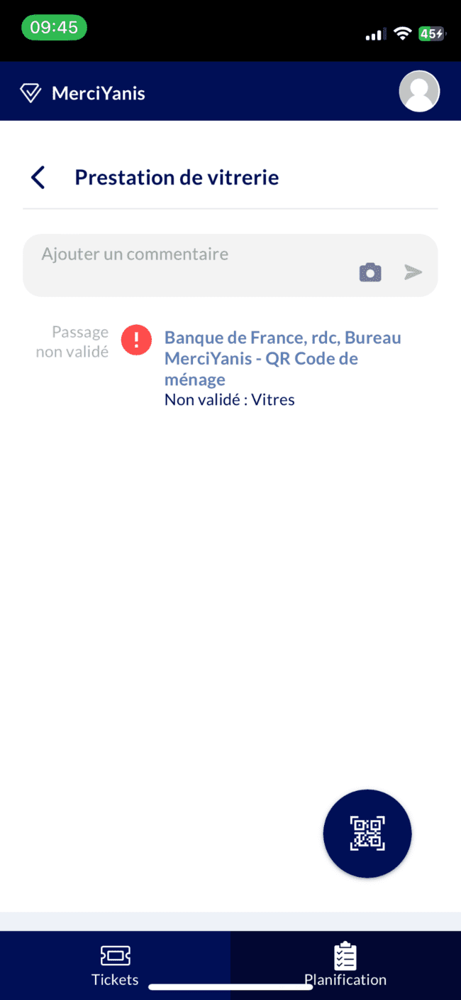 09:45
45
MerciYanis
Prestation de vitrerie
Ajouter un commentaire
Passage
non validé
!
Banque de France, rdc, Bureau
MerciYanis - QR Code de
ménage
Non validé : Vitres
Tickets
Planification